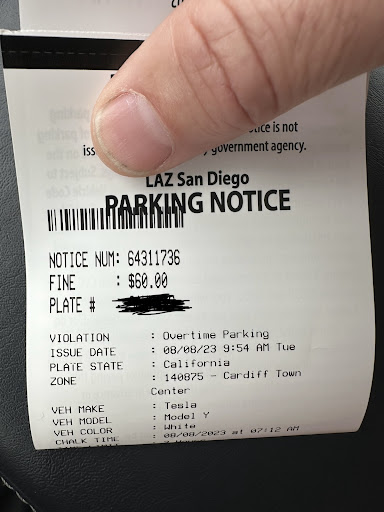 tice is not
iss
government agency.
LAZ San Diego
PARKING NOTICE
NOTICE NUM: 64311736
FINE : $60.00
PLATE #
VIOLATION : Overtime Parking
ISSUE DATE : 08/08/23 9:54 AM Tue
PLATE STATE : California
ZONE : 140875 - Cardiff Town
Center
VEH MAKE : Tesla
VEH MODEL : Model Y
VEH COLOR : White
CHALK TIME : 08/08/2023 at 07:12 AM